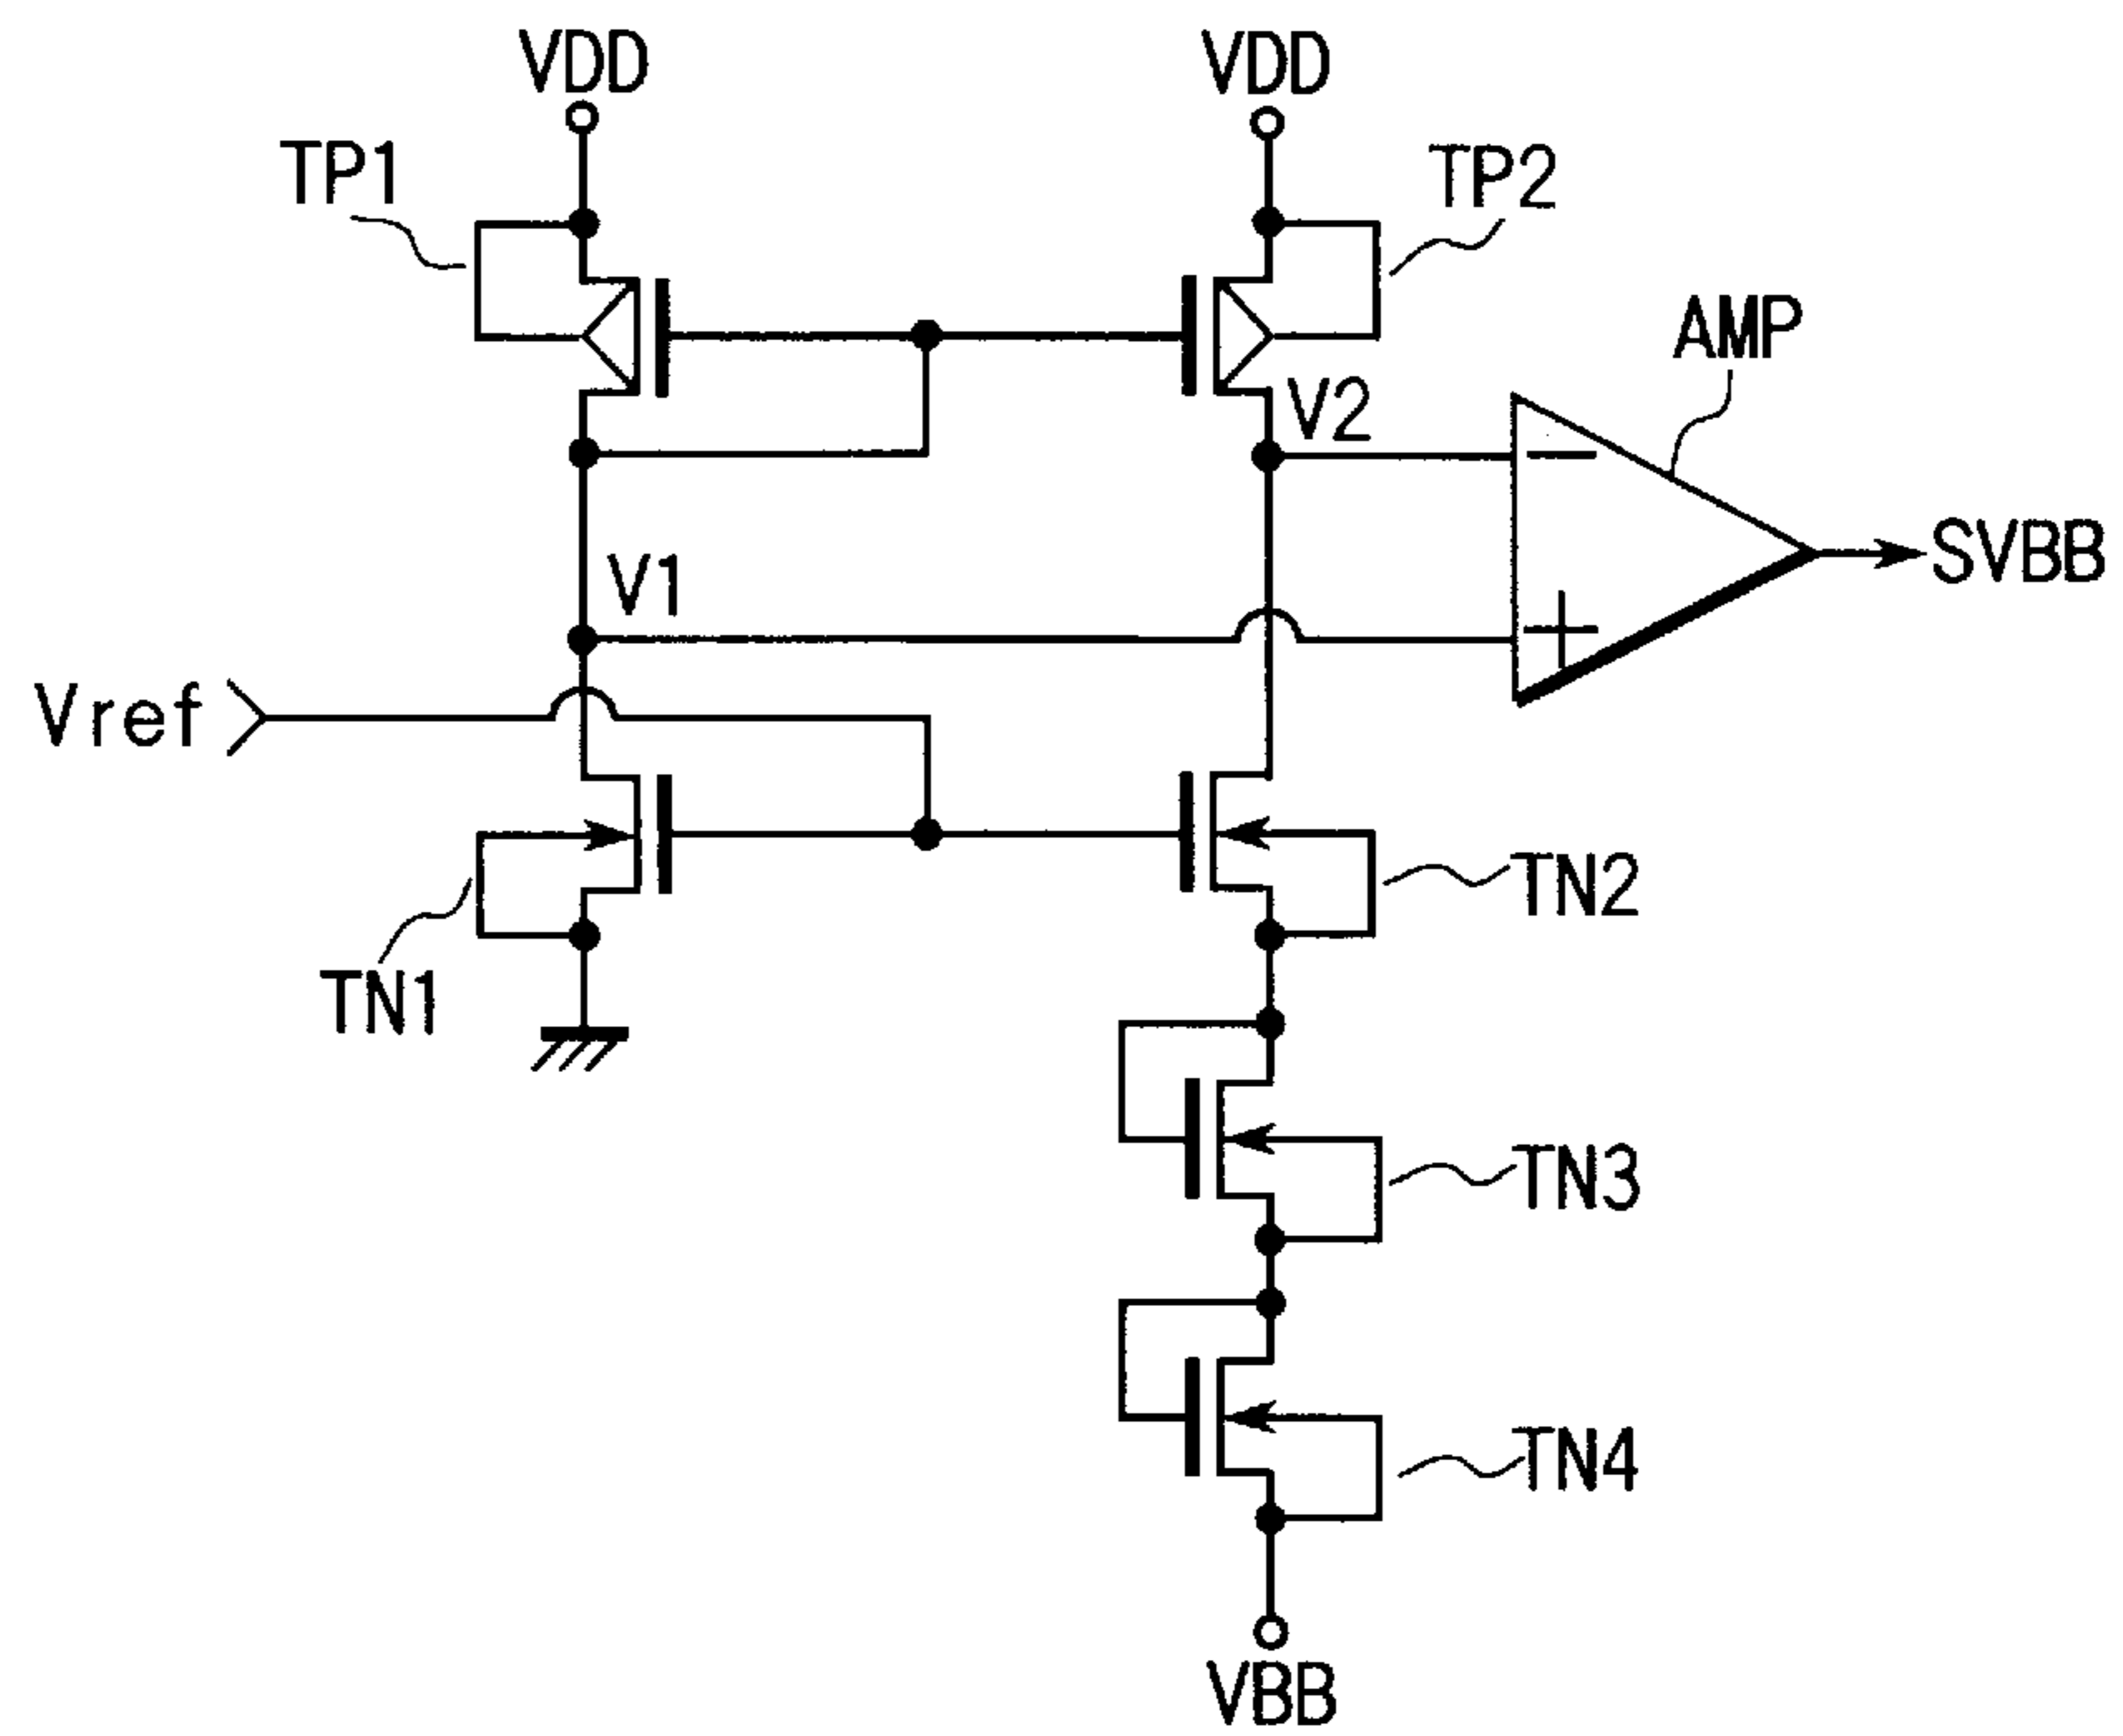 VDD
VDD
TP1
TP2
AMP
V2
−
SVBB
V1
+
Vref
TN2
TN1
TN3
TN4
VBB